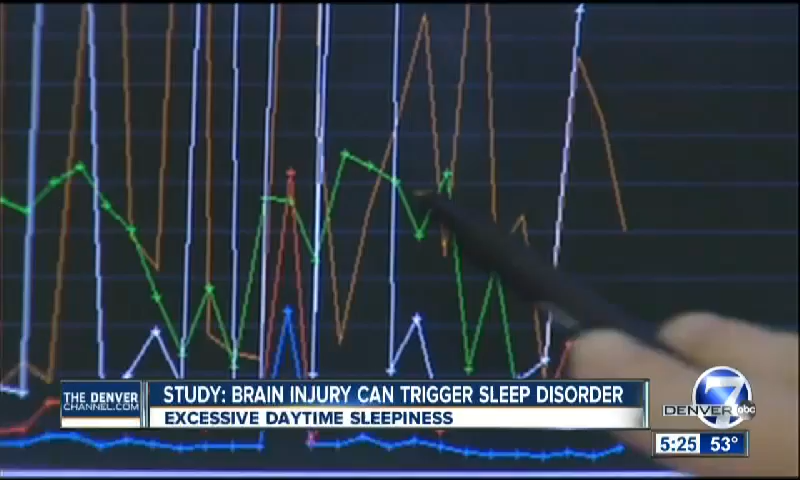 THE DENVER
CHANNEL.COM
STUDY: BRAIN INJURY CAN TRIGGER SLEEP DISORDER
EXCESSIVE DAYTIME SLEEPINESS
7
DENVER abc
5:25 53°